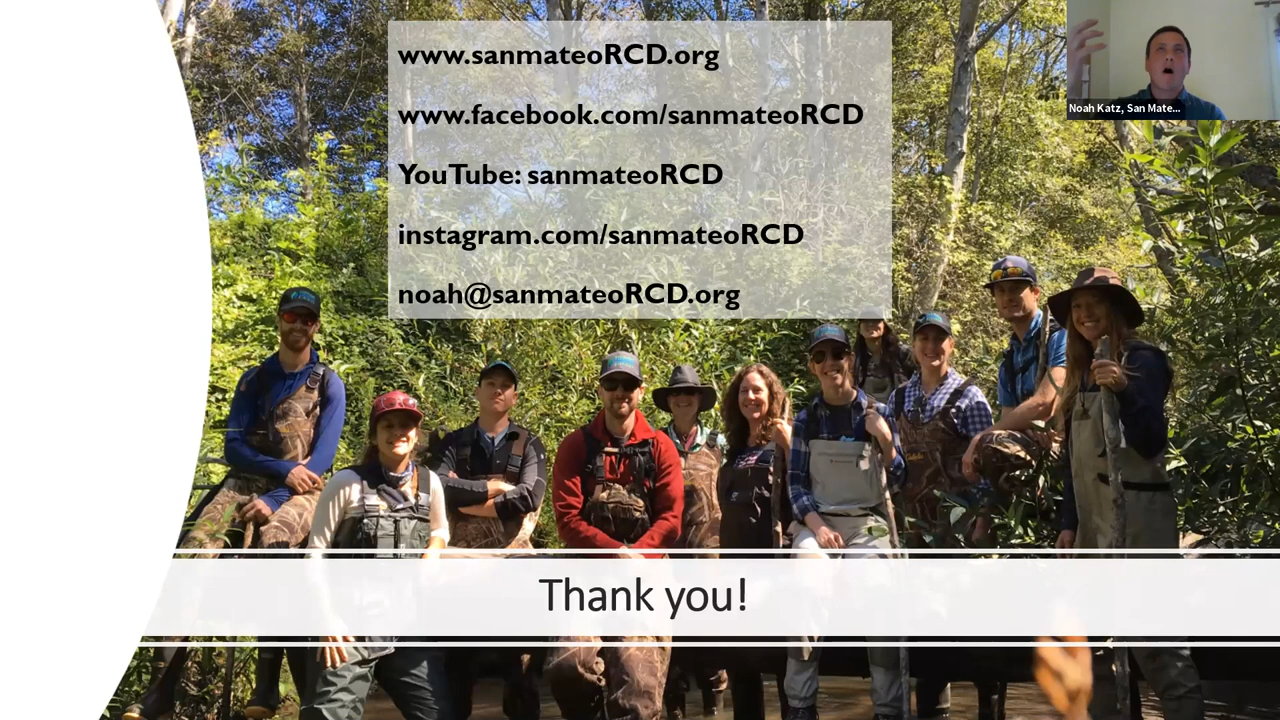 www.sanmateoRCD.org
www.facebook.com/sanmateoRCD
YouTube: sanmateoRCD
instagram.com/sanmateoRCD
noah@sanmateoRCD.org
Noah Katz, San Mate...
Thank you!